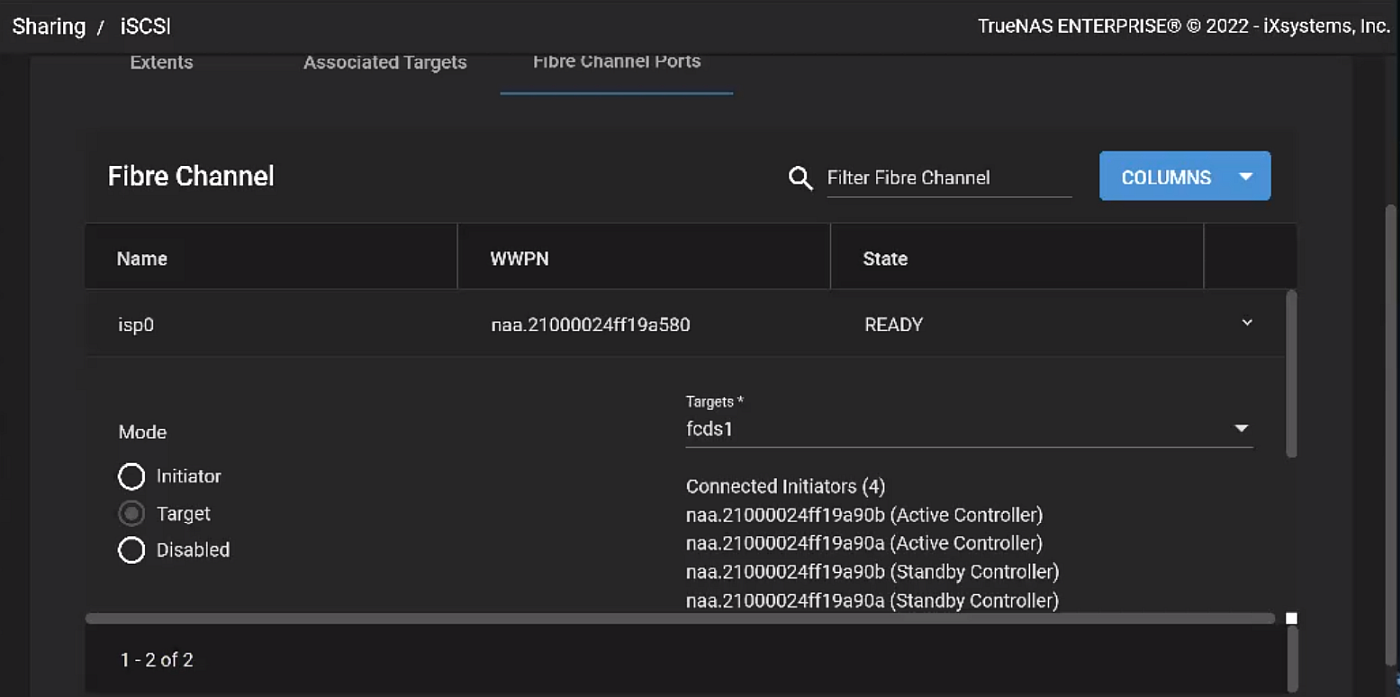 Sharing / iSCSI
TrueNAS ENTERPRISE® © 2022 - iXsystems, Inc.
Extents
Associated Targets
Fibre Channel Ports
Fibre Channel
Filter Fibre Channel
COLUMNS
Name
WWPN
State
isp0
naa.21000024ff19a580
READY
Mode
Initiator
Target
Disabled
Targets *
fcds1
Connected Initiators (4)
naa.21000024ff19a90b (Active Controller)
naa.21000024ff19a90a (Active Controller)
naa.21000024ff19a90b (Standby Controller)
naa.21000024ff19a90a (Standby Controller)
1 - 2 of 2